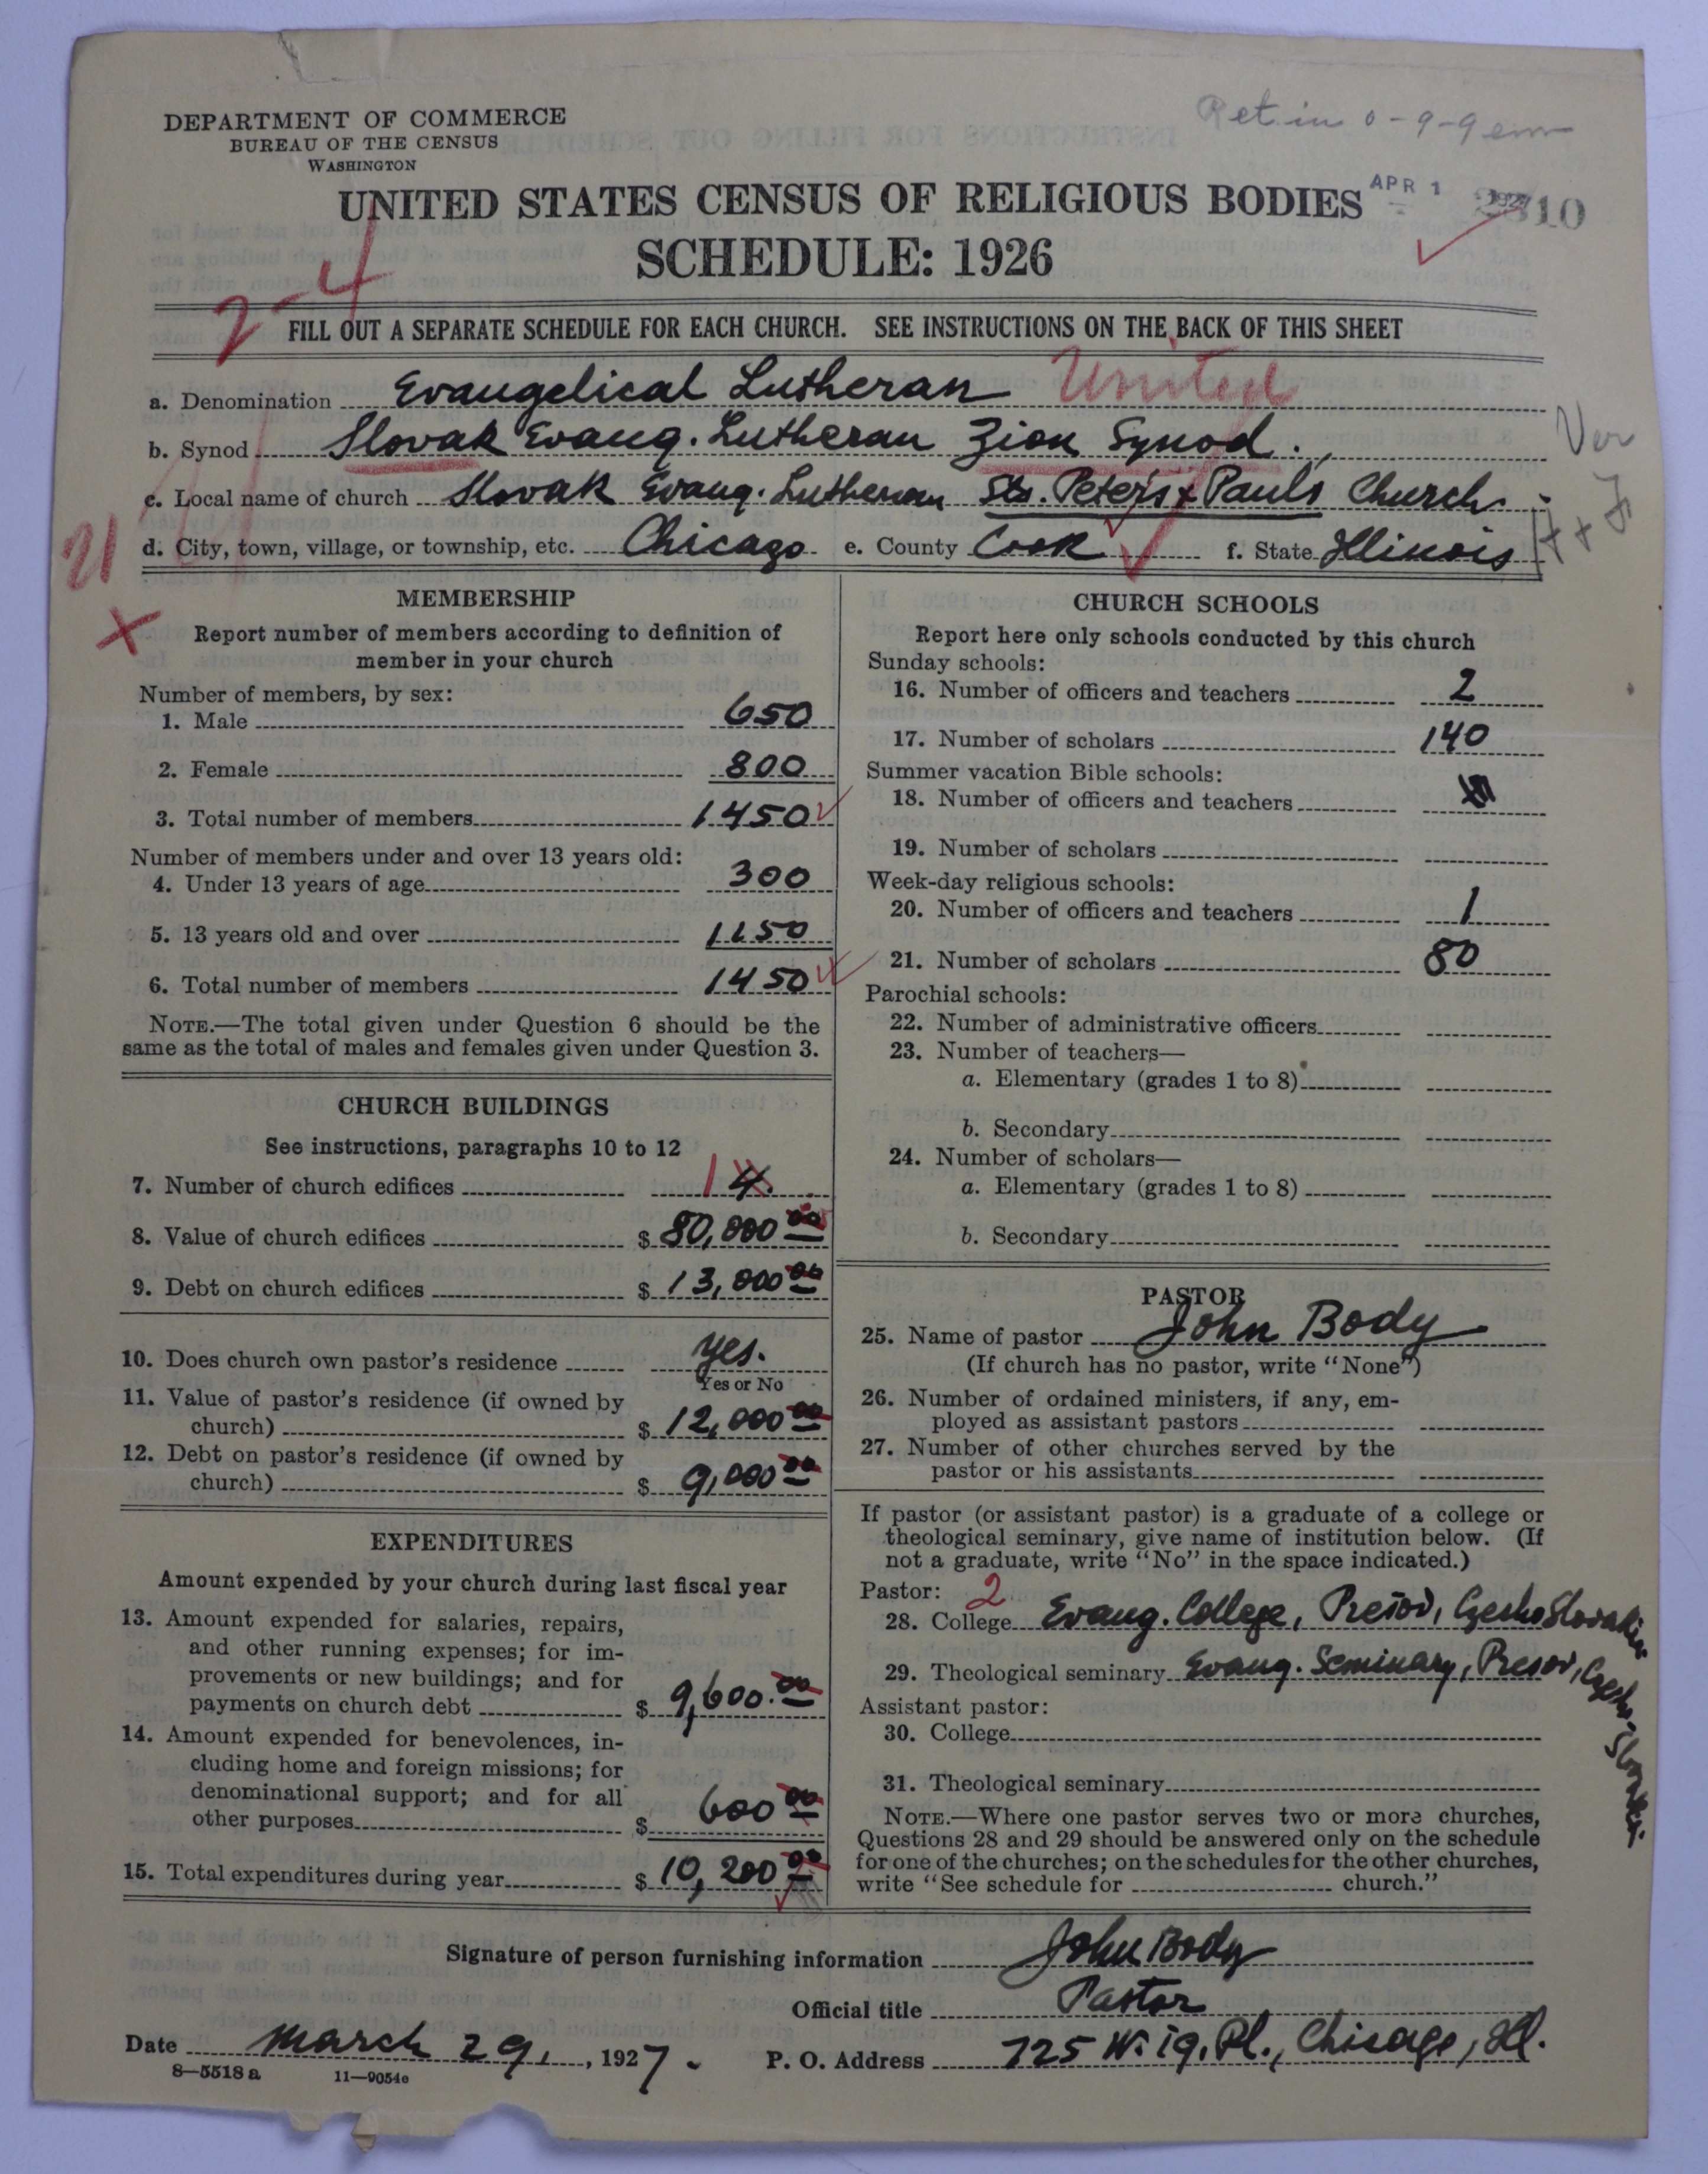 Ret. in 0-9-9 em
DEPARTMENT OF COMMERCE
BUREAU OF THE CENSUS
WASHINGTON
UNITED STATES CENSUS OF RELIGIOUS BODIES
APR 1
10
SCHEDULE: 1926
2-4
FILL OUT A SEPARATE SCHEDULE FOR EACH CHURCH. SEE INSTRUCTIONS ON THE BACK OF THIS SHEET
a. Denomination Evangelical Lutheran United
b. Synod Slovak Evang. Lutheran Zion Synod.
Ver
c. Local name of church Slovak Evang. Lutheran Sts. Peter's & Pauls Church
21
d. City, town, village, or township, etc. Chicago e. County Cook f. State Illinois
MEMBERSHIP
X
Report number of members according to definition of
member in your church
Number of members, by sex:
1. Male 650
2. Female 800
3. Total number of members 1450
Number of members under and over 13 years old:
4. Under 13 years of age 300
5. 13 years old and over 1150
6. Total number of members 1450
NOTE.—The total given under Question 6 should be the
same as the total of males and females given under Question 3.
CHURCH BUILDINGS
See instructions, paragraphs 10 to 12
7. Number of church edifices 1 4.
8. Value of church edifices $ 80,000 00
9. Debt on church edifices $ 13,000 00
10. Does church own pastor's residence yes.
Yes or No
11. Value of pastor's residence (if owned by
church) $ 12,000 00
12. Debt on pastor's residence (if owned by
church) $ 9,000 00
EXPENDITURES
Amount expended by your church during last fiscal year
13. Amount expended for salaries, repairs,
and other running expenses; for im-
provements or new buildings; and for
payments on church debt $ 9,600.00
14. Amount expended for benevolences, in-
cluding home and foreign missions; for
denominational support; and for all
other purposes $ 600 00
15. Total expenditures during year $ 10,200 00
CHURCH SCHOOLS
Report here only schools conducted by this church
Sunday schools:
16. Number of officers and teachers 2
17. Number of scholars 140
Summer vacation Bible schools:
18. Number of officers and teachers
19. Number of scholars
Week-day religious schools:
20. Number of officers and teachers 1
21. Number of scholars 80
Parochial schools:
22. Number of administrative officers
23. Number of teachers—
a. Elementary (grades 1 to 8)
b. Secondary
24. Number of scholars—
a. Elementary (grades 1 to 8)
b. Secondary
PASTOR
25. Name of pastor John Body
(If church has no pastor, write "None")
26. Number of ordained ministers, if any, em-
ployed as assistant pastors
27. Number of other churches served by the
pastor or his assistants
If pastor (or assistant pastor) is a graduate of a college or
theological seminary, give name of institution below. (If
not a graduate, write "No" in the space indicated.)
Pastor: 2
28. College Evang. College, Presov, CzechoSlovakia
29. Theological seminary Evang. Seminary, Presov, Czecho-Slovakia
Assistant pastor:
30. College
31. Theological seminary
NOTE.—Where one pastor serves two or more churches,
Questions 28 and 29 should be answered only on the schedule
for one of the churches; on the schedules for the other churches,
write "See schedule for church."
Signature of person furnishing information John Body
Official title Pastor
Date March 29, , 1927. P. O. Address 725 W. 19. Pl., Chicago, Ill.
8—5518 a 11—9054c